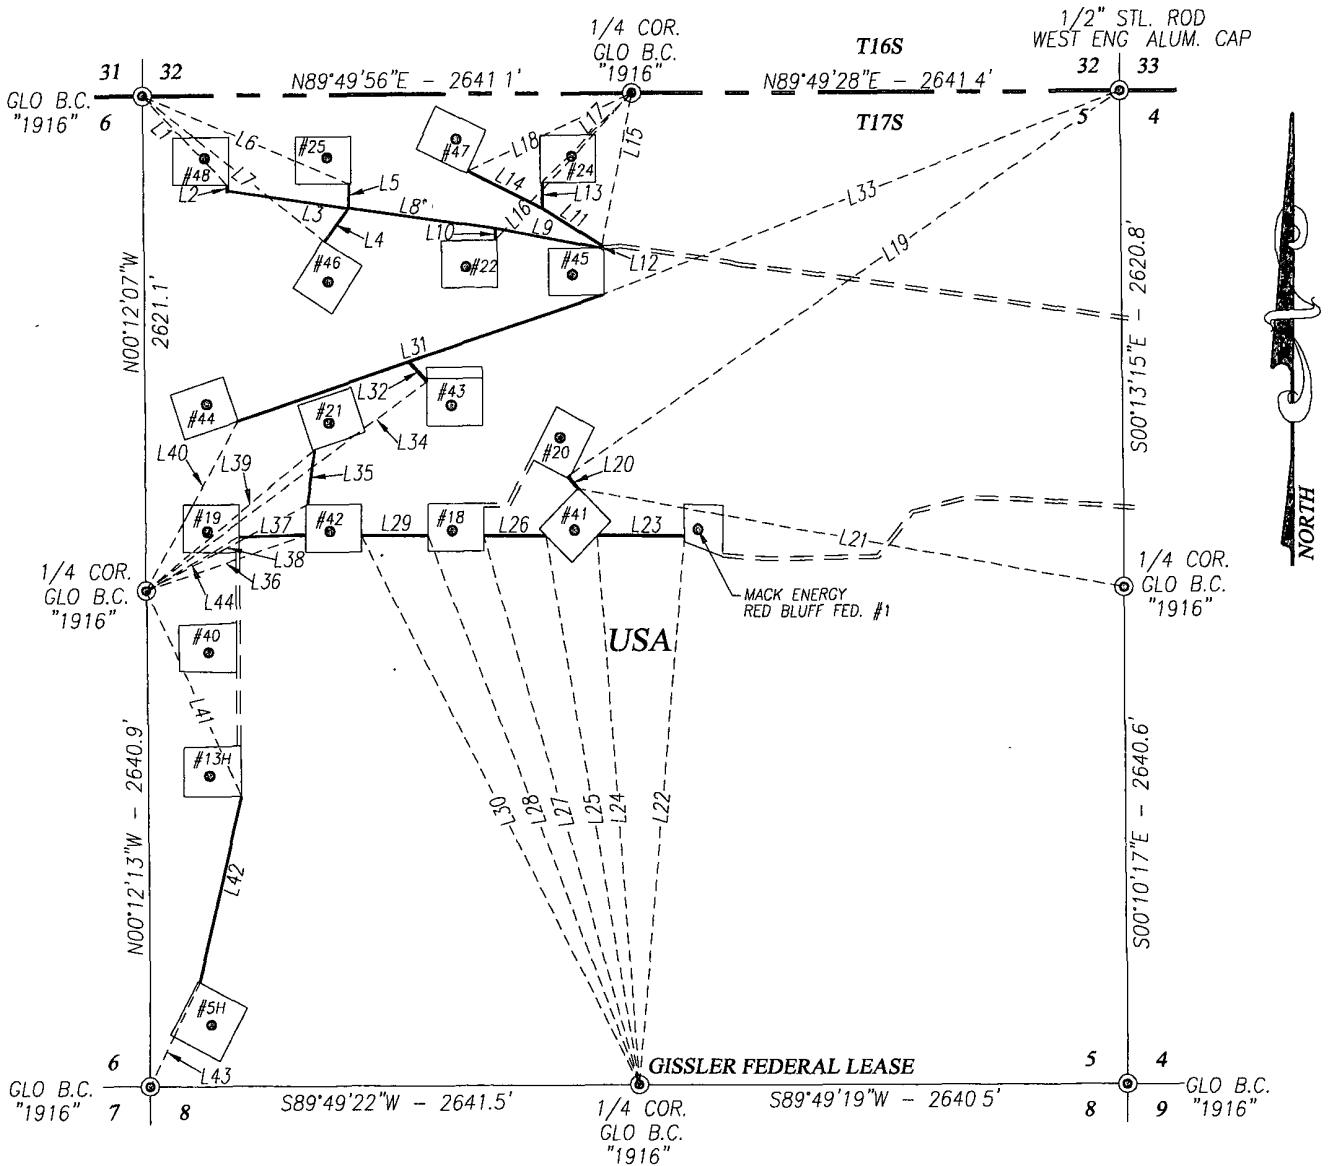 1/2" STL. ROD
WEST ENG ALUM. CAP
1/4 COR.
GLO B.C.
"1916"
T16S
31 32
N89°49'56"E - 2641 1'
N89°49'28"E - 2641.4'
32 33
GLO B.C.
"1916"
6
T17S
5 4
L1
L6
L7
L17
L18
L15
#25
#47
#24
#48
L2
L5
L14
L13
L33
L3
L8"
L16
L11
L4
L10
L9
L19
L12
#46
#22
#45
N00°12'07"W
2621.1'
S00°13'15"E - 2620.8'
L31
L32
#43
#44
#21
L34
#20
L40
L39
L35
L20
NORTH
#19
L37
#42
L29
#18
L26
#41
L23
L21
L38
L36
L44
1/4 COR.
GLO B.C.
"1916"
1/4 COR.
GLO B.C.
"1916"
MACK ENERGY
RED BLUFF FED. #1
#40
USA
L41
#13H
N00°12'13"W - 2640.9'
S00°10'17"E - 2640.6'
L30
L28
L27
L25
L24
L22
L42
#5H
L43
6
GISSLER FEDERAL LEASE
5 4
GLO B.C.
"1916"
7 8
S89°49'22"W - 2641.5'
1/4 COR.
GLO B.C.
"1916"
S89°49'19"W - 2640 5'
8 9
GLO B.C.
"1916"